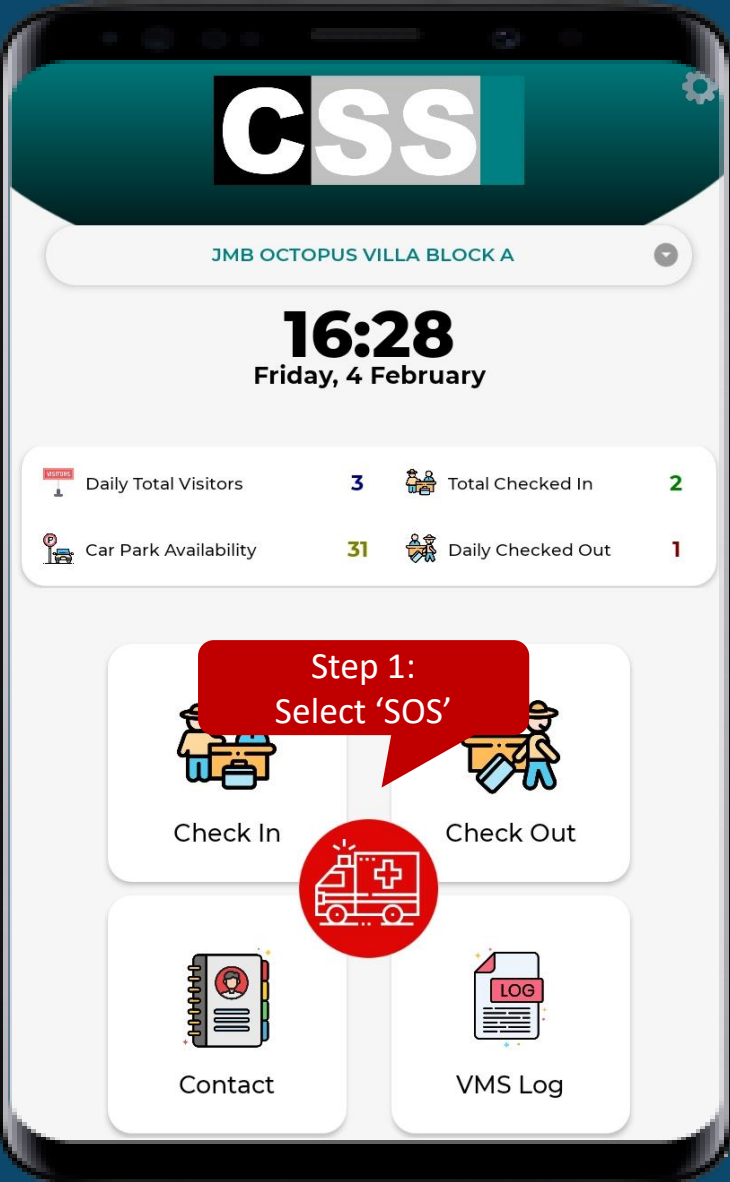 CSS
JMB OCTOPUS VILLA BLOCK A
16:28
Friday, 4 February
VISITORS
Daily Total Visitors 3 Total Checked In 2
P
Car Park Availability 31 Daily Checked Out 1
Step 1:
Select ‘SOS’
Check In Check Out
LOG
Contact VMS Log